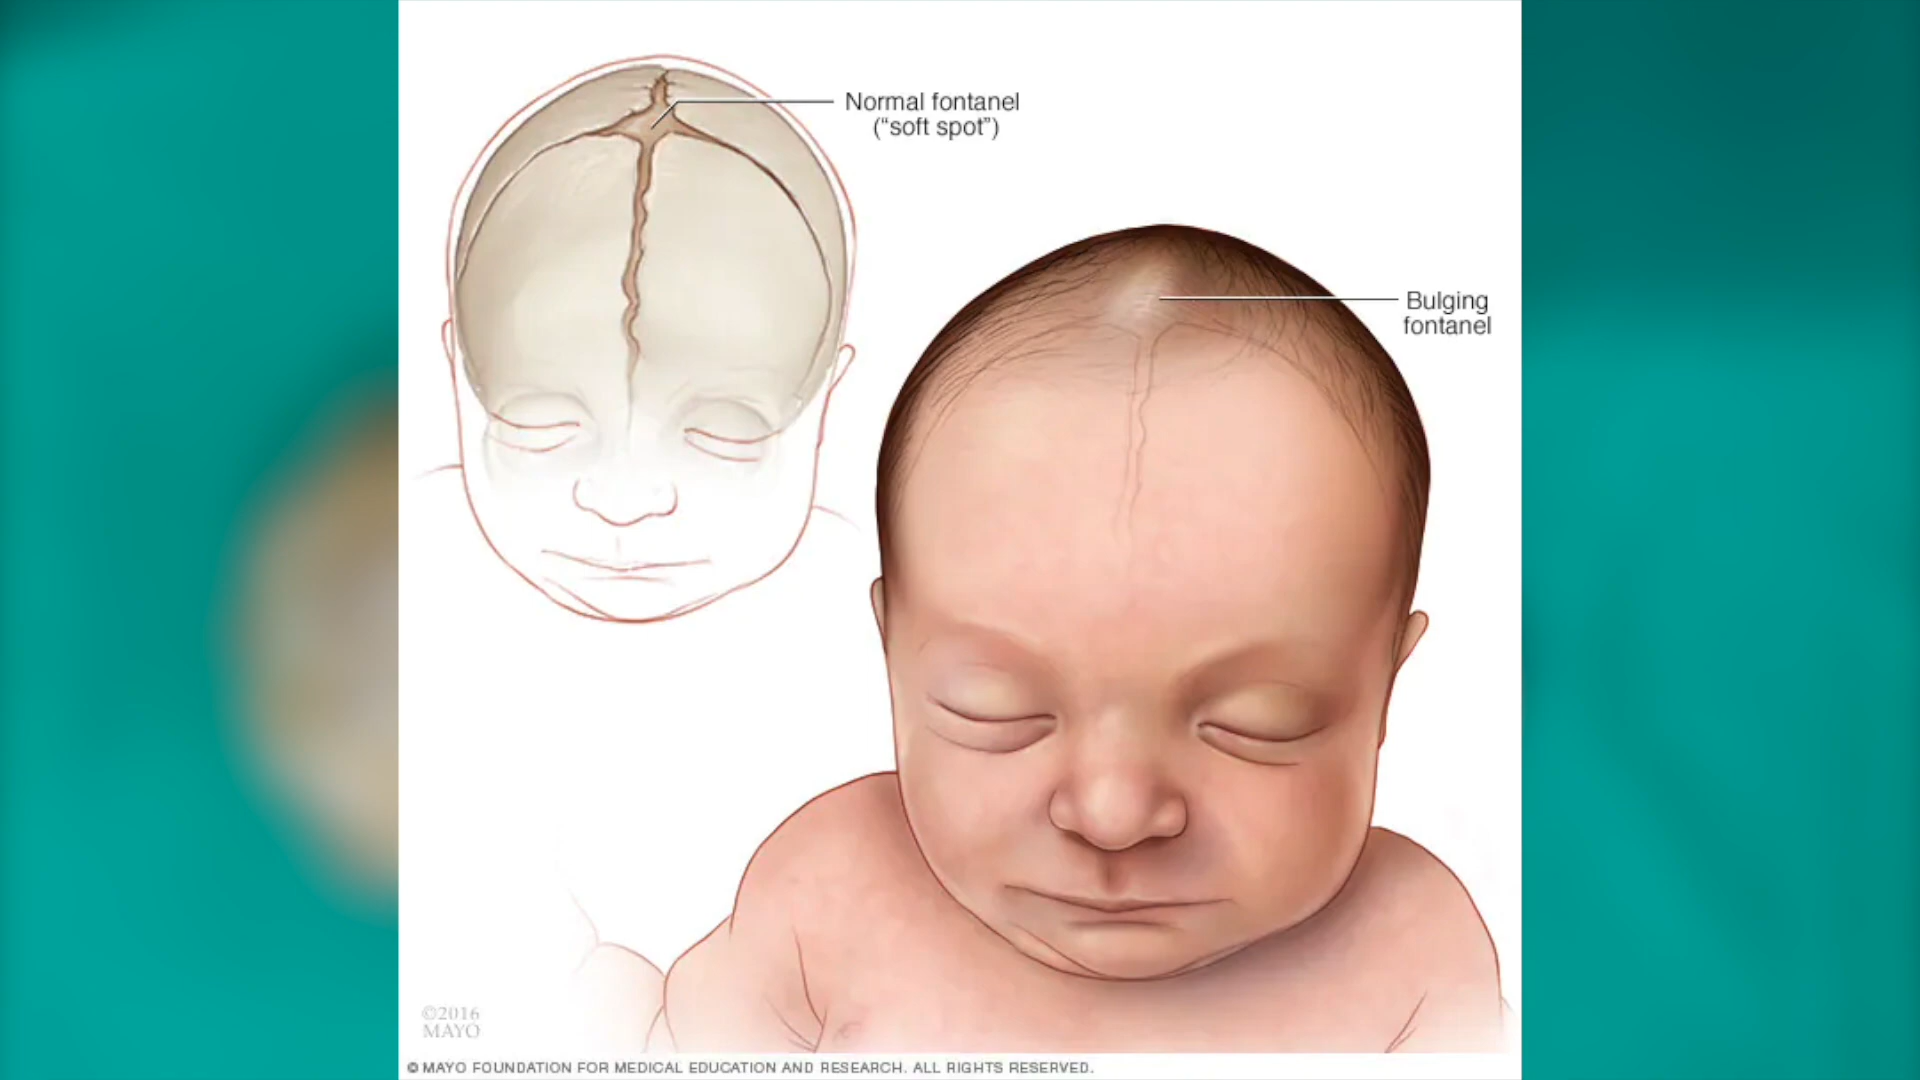 Normal fontanel
(“soft spot”)
Bulging
fontanel
©2016
MAYO
© MAYO FOUNDATION FOR MEDICAL EDUCATION AND RESEARCH. ALL RIGHTS RESERVED.